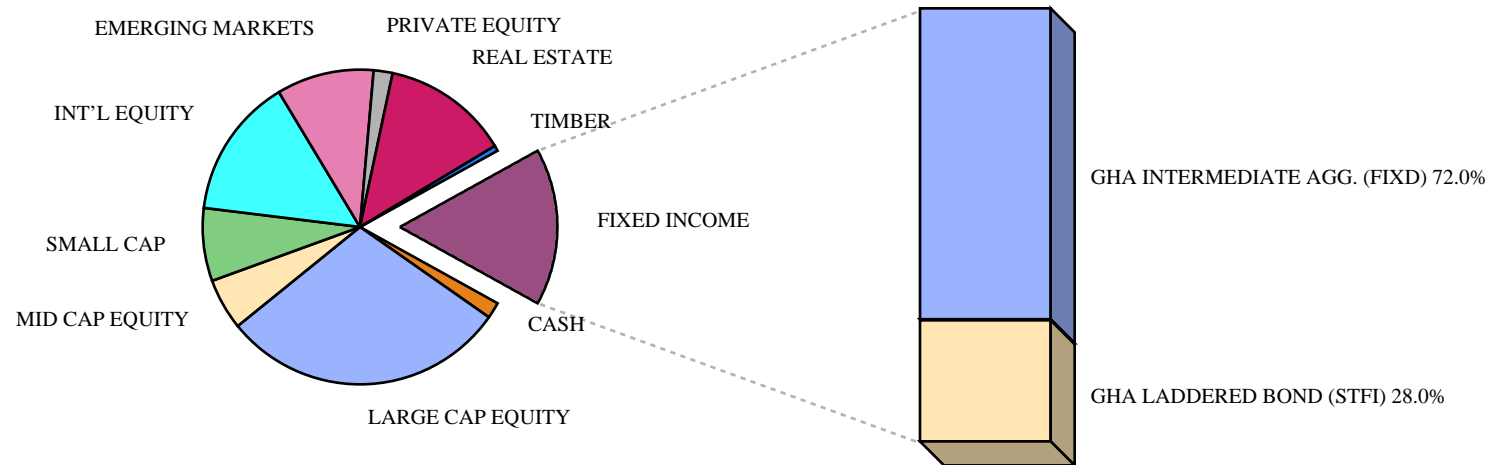 EMERGING MARKETS
PRIVATE EQUITY
REAL ESTATE
INT'L EQUITY
TIMBER
GHA INTERMEDIATE AGG. (FIXD) 72.0%
FIXED INCOME
SMALL CAP
MID CAP EQUITY
CASH
GHA LADDERED BOND (STFI) 28.0%
LARGE CAP EQUITY